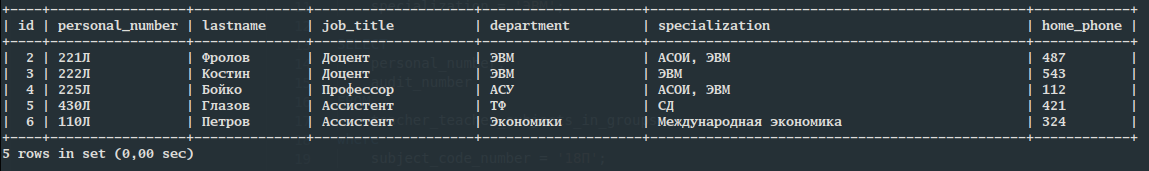 +----+-----------------+-----------+-------------+----------------+-----------------------------+------------+
| id | personal_number | lastname | job_title | department | specialization | home_phone |
+----+-----------------+-----------+-------------+----------------+-----------------------------+------------+
| 2 | 221Л | Фролов | Доцент | ЭВМ | АСОИ, ЭВМ | 487 |
| 3 | 222Л | Костин | Доцент | ЭВМ | ЭВМ | 543 |
| 4 | 225Л | Бойко | Профессор | АСУ | АСОИ, ЭВМ | 112 |
| 5 | 430Л | Глазов | Ассистент | ТФ | СД | 421 |
| 6 | 110Л | Петров | Ассистент | Экономики | Международная экономика | 324 |
+----+-----------------+-----------+-------------+----------------+-----------------------------+------------+
5 rows in set (0,00 sec)
subject_code_number = '18П';